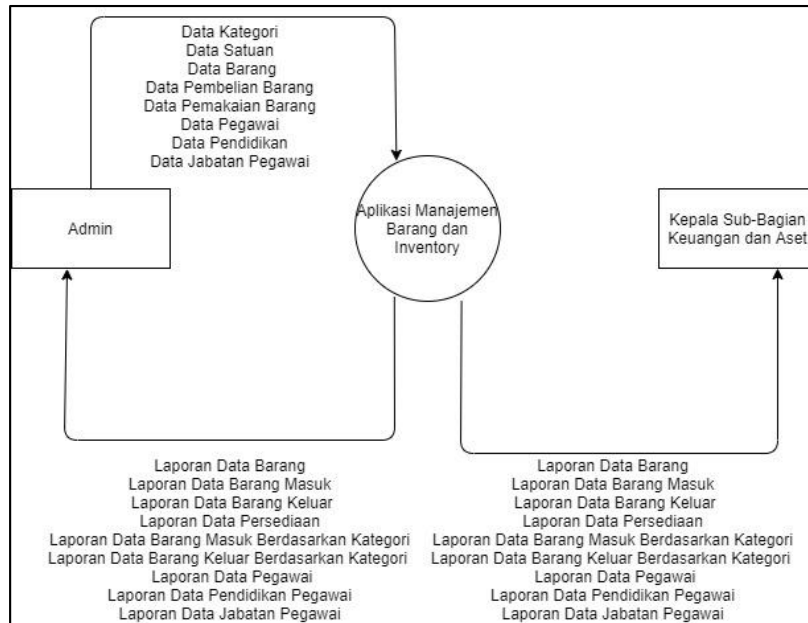 Data Kategori
Data Satuan
Data Barang
Data Pembelian Barang
Data Pemakaian Barang
Data Pegawai
Data Pendidikan
Data Jabatan Pegawai
Admin
Aplikasi Manajemen
Barang dan
Inventory
Kepala Sub-Bagian
Keuangan dan Aset
Laporan Data Barang
Laporan Data Barang Masuk
Laporan Data Barang Keluar
Laporan Data Persediaan
Laporan Data Barang Masuk Berdasarkan Kategori
Laporan Data Barang Keluar Berdasarkan Kategori
Laporan Data Pegawai
Laporan Data Pendidikan Pegawai
Laporan Data Jabatan Pegawai
Laporan Data Barang
Laporan Data Barang Masuk
Laporan Data Barang Keluar
Laporan Data Persediaan
Laporan Data Barang Masuk Berdasarkan Kategori
Laporan Data Barang Keluar Berdasarkan Kategori
Laporan Data Pegawai
Laporan Data Pendidikan Pegawai
Laporan Data Jabatan Pegawai